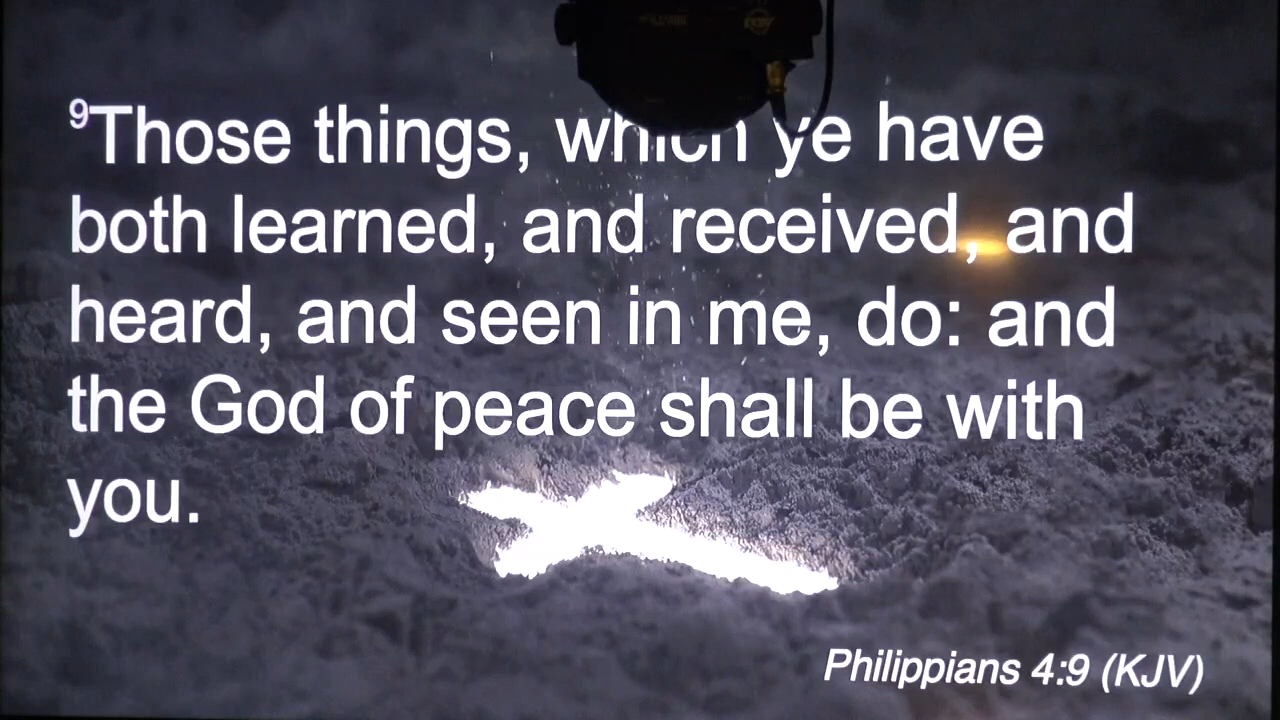 ⁹Those things, which ye have
both learned, and received, and
heard, and seen in me, do: and
the God of peace shall be with
you.
Philippians 4:9 (KJV)